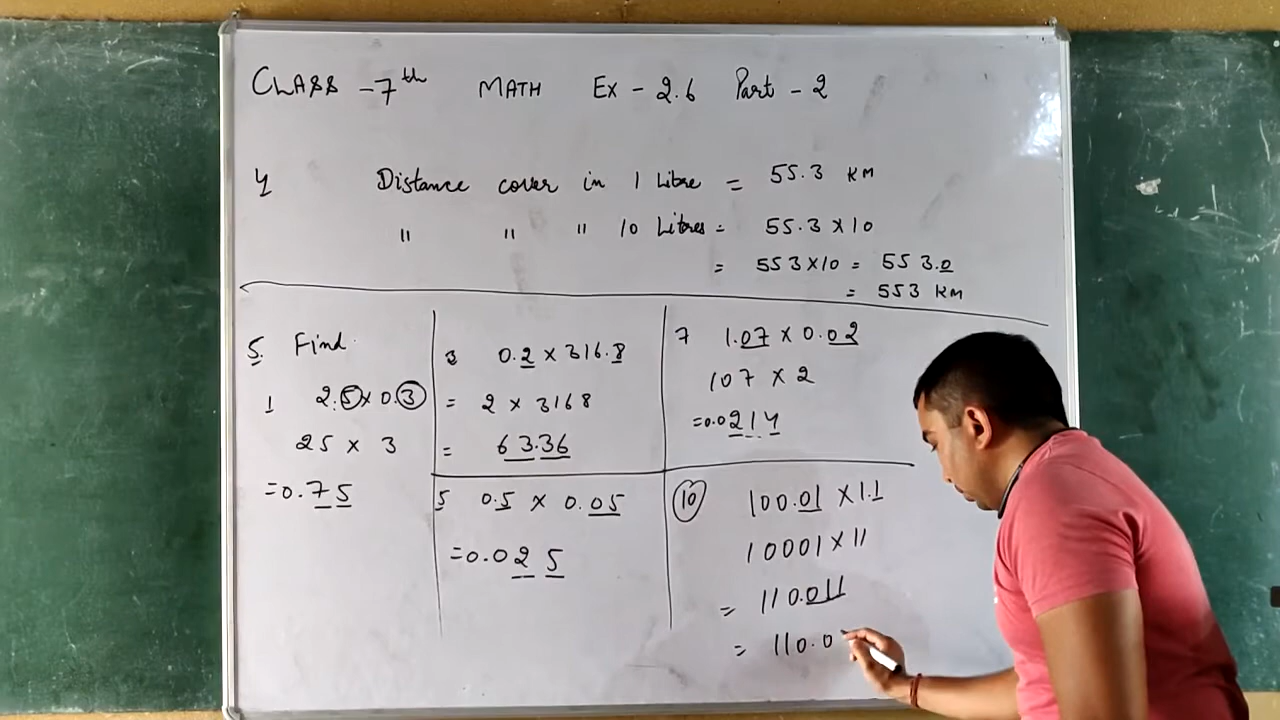 CLASS - 7th MATH Ex - 2.6 Part - 2
4 Distance cover in 1 Litre = 55.3 KM
" " " 10 Litres = 55.3 x 10
= 553 x 10 = 553.0
= 553 KM
5. Find.
1 2.5 x 0.3
25 x 3
= 0.75
3 0.2 x 316.8
= 2 x 3168
= 63.36
5 0.5 x 0.05
= 0.025
7 1.07 x 0.02
107 x 2
= 0.0214
10 100.01 x 1.1
10001 x 11
= 110.011
= 110.0